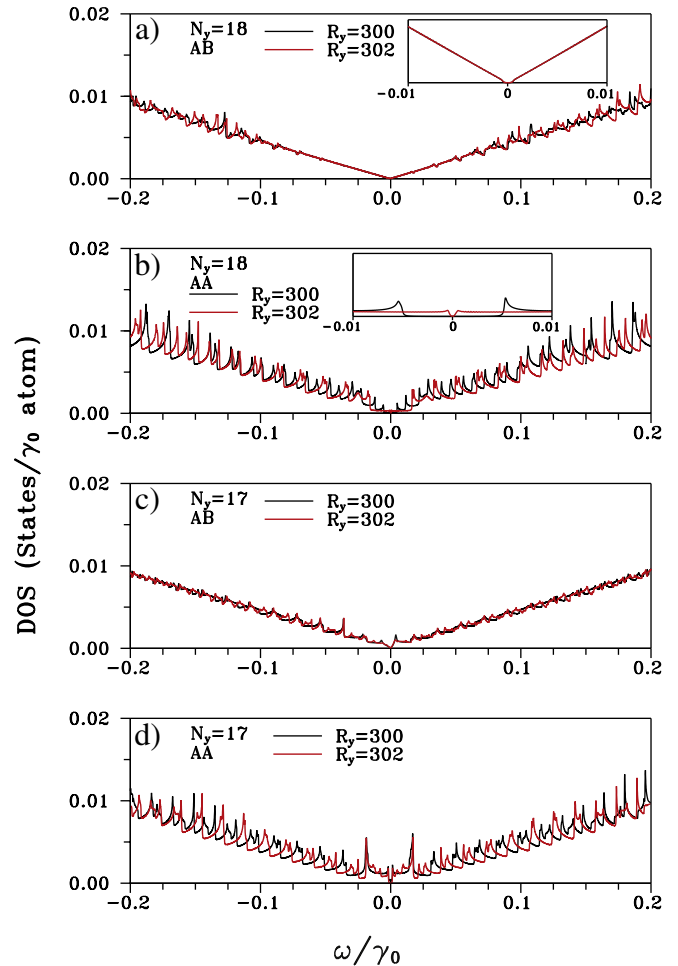 a) N_y=18 R_y=300
AB R_y=302
-0.01 0 0.01
0.02
0.01
0.00
-0.2 -0.1 0.0 0.1 0.2
b) N_y=18
AA
R_y=300
R_y=302
-0.01 0 0.01
0.02
0.01
0.00
-0.2 -0.1 0.0 0.1 0.2
c) N_y=17 R_y=300
AB R_y=302
0.02
0.01
0.00
-0.2 -0.1 0.0 0.1 0.2
d) N_y=17 R_y=300
AA R_y=302
0.02
0.01
0.00
-0.2 -0.1 0.0 0.1 0.2
DOS (States/γ₀ atom)
ω/γ₀